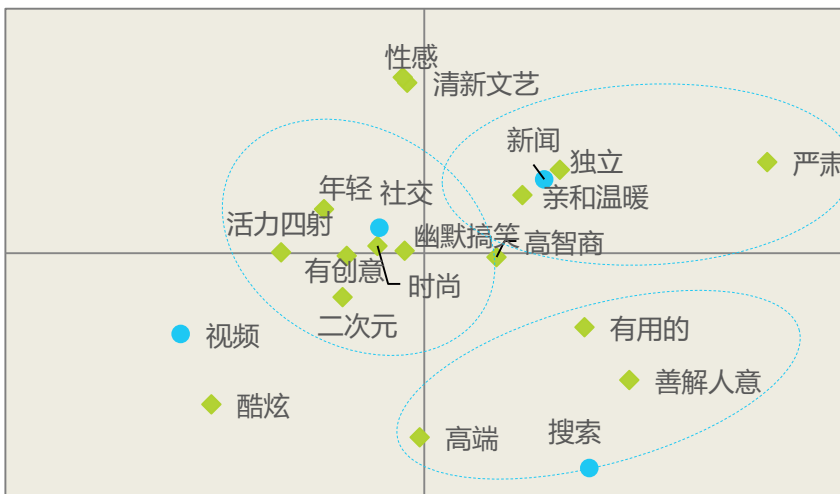 性感
清新文艺
新闻
独立
严肃
年轻
社交
亲和温暖
活力四射
幽默搞笑
高智商
有创意
时尚
二次元
视频
有用的
善解人意
酷炫
高端
搜索